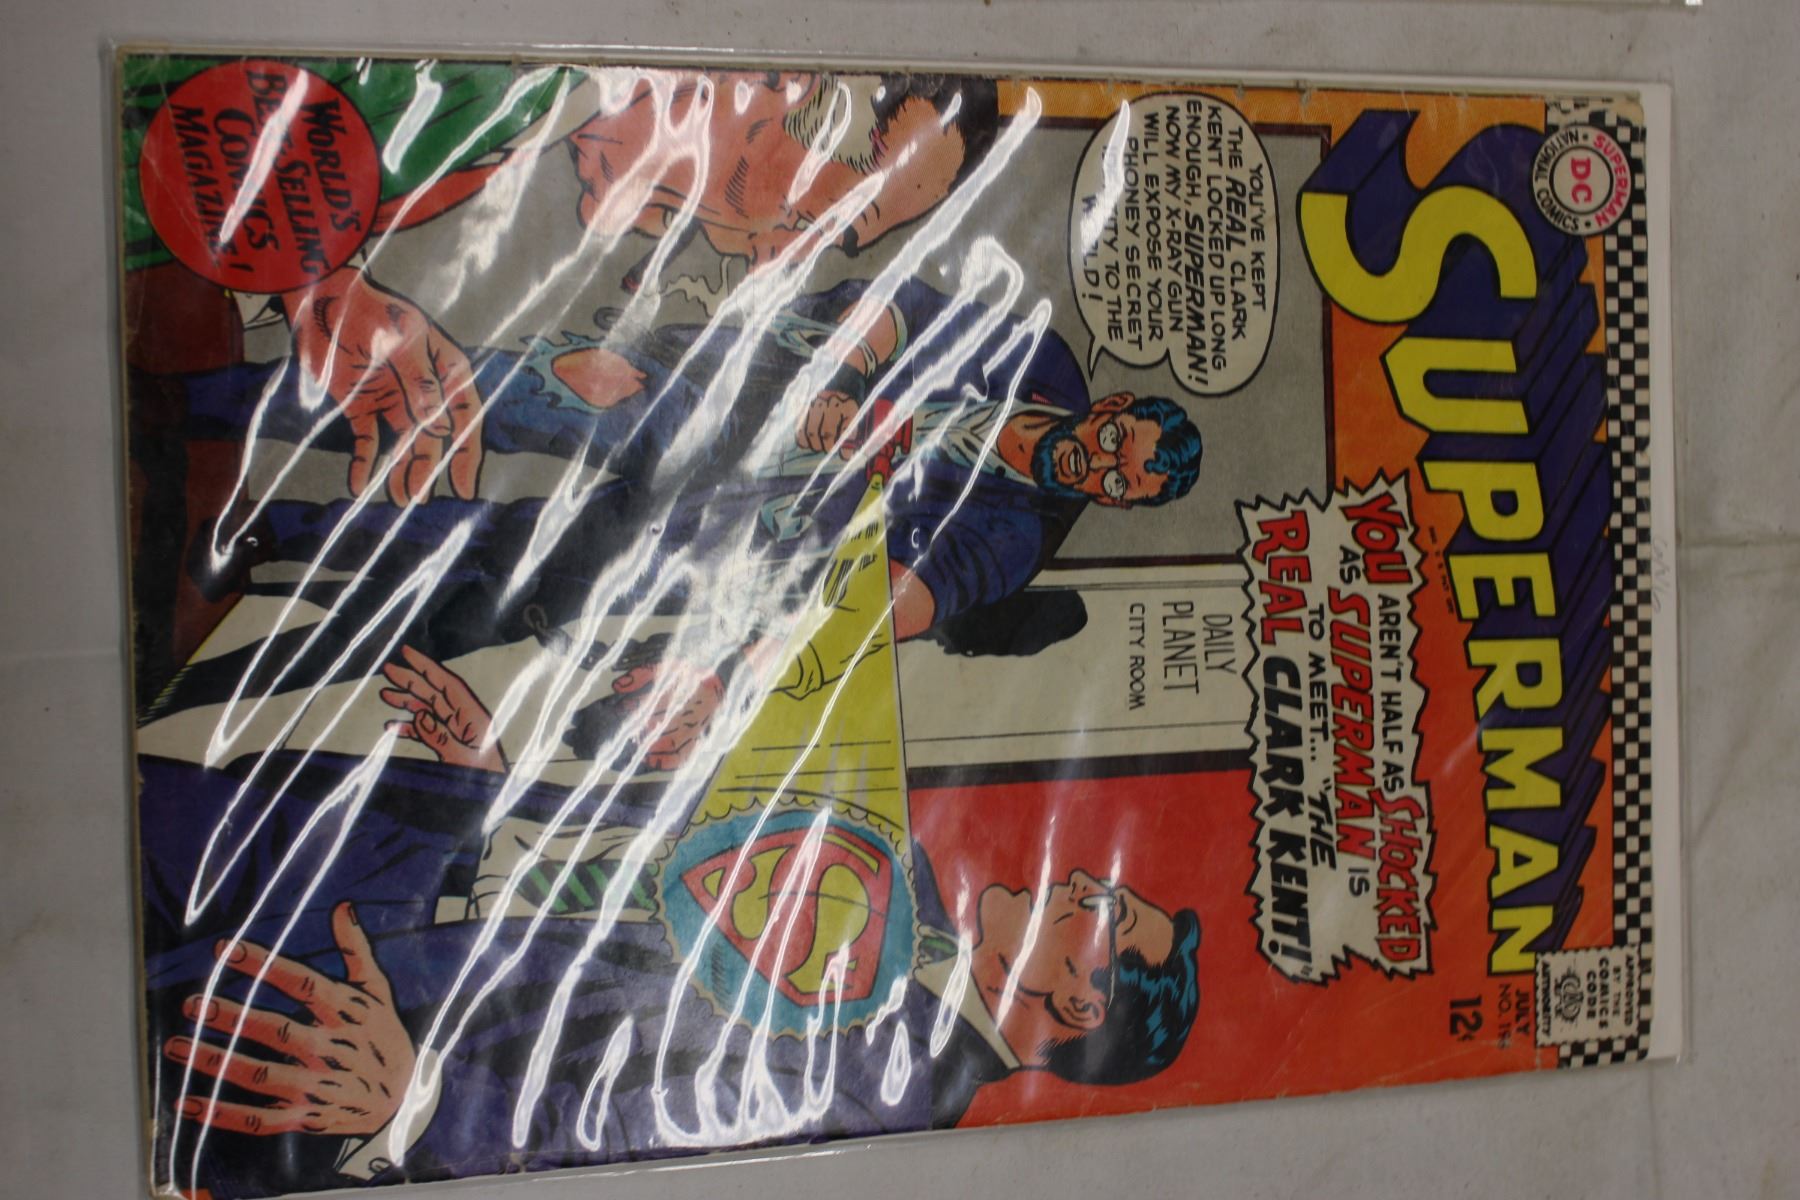 SUPERMAN
DC
NATIONAL COMICS
SUPERMAN
APPROVED
BY THE
COMICS
CODE
AUTHORITY
JULY
12¢
YOU AREN'T HALF AS SHOCKED
AS SUPERMAN IS
TO MEET... "THE
REAL CLARK KENT!"
YOU'VE KEPT
THE REAL CLARK
KENT LOCKED UP LONG
ENOUGH, SUPERMAN!
NOW MY X-RAY GUN
WILL EXPOSE YOUR
PHONEY SECRET
TO THE
DAILY
PLANET
CITY ROOM
S
WORLD'S
BEST SELLING
COMICS
MAGAZINE!